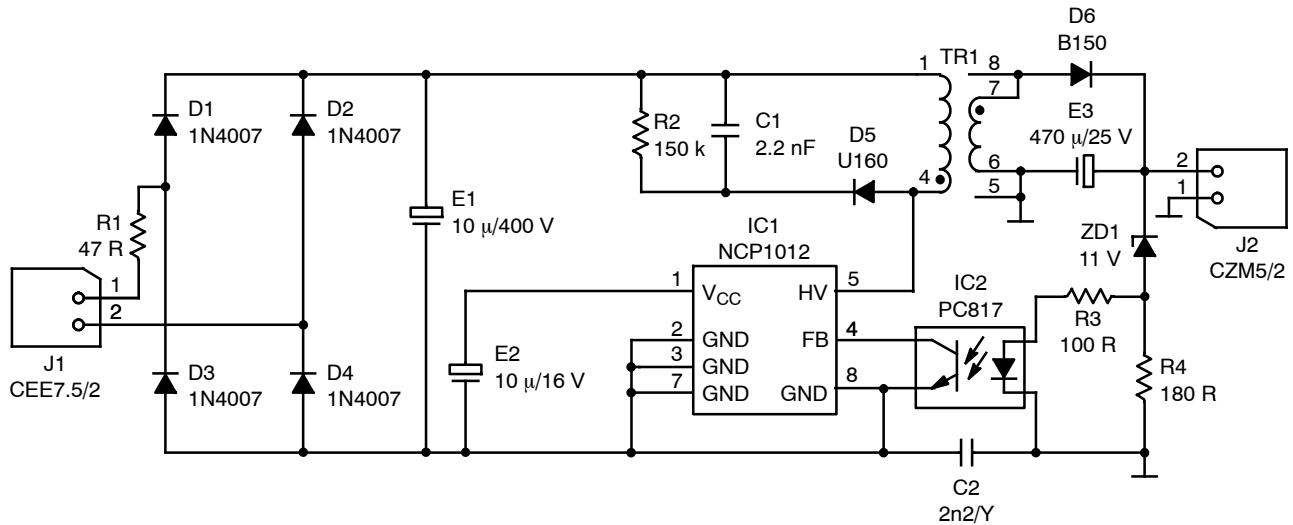 D6
B150
TR1
1
8
7
D1
1N4007
D2
1N4007
E3
470 μ/25 V
R2
150 k
C1
2.2 nF
D5
U160
4
6
5
2
1
J2
CZM5/2
R1
47 R
E1
10 μ/400 V
ZD1
11 V
IC1
NCP1012
1
2
J1
CEE7.5/2
1
VCC
HV
5
IC2
PC817
R3
100 R
2
GND
FB
4
3
GND
7
GND
GND
8
E2
10 μ/16 V
D3
1N4007
D4
1N4007
R4
180 R
C2
2n2/Y